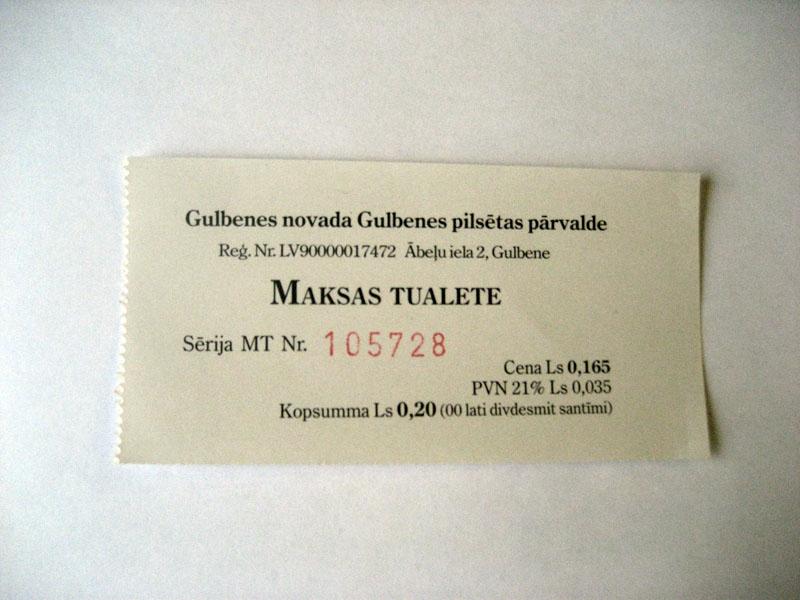 Gulbenes novada Gulbenes pilsētas pārvalde
Reģ. Nr. LV90000017472 Ābeļu iela 2, Gulbene
MAKSAS TUALETE
Sērija MT Nr. 105728
Cena Ls 0,165
PVN 21% Ls 0,035
Kopsumma Ls 0,20 (00 lati divdesmit santīmi)